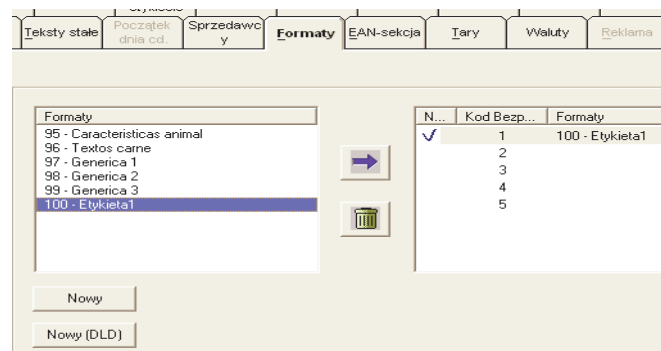 Teksty stałe
Początek dnia cd.
Sprzedawcy
Formaty
EAN-sekcja
Tary
Waluty
Reklama
Formaty
95 - Caracteristicas animal
96 - Textos carne
97 - Generica 1
98 - Generica 2
99 - Generica 3
100 - Etykieta1
N... Kod Bezp... Formaty
1 100 - Etykieta1
2
3
4
5
Nowy
Nowy (DLD)